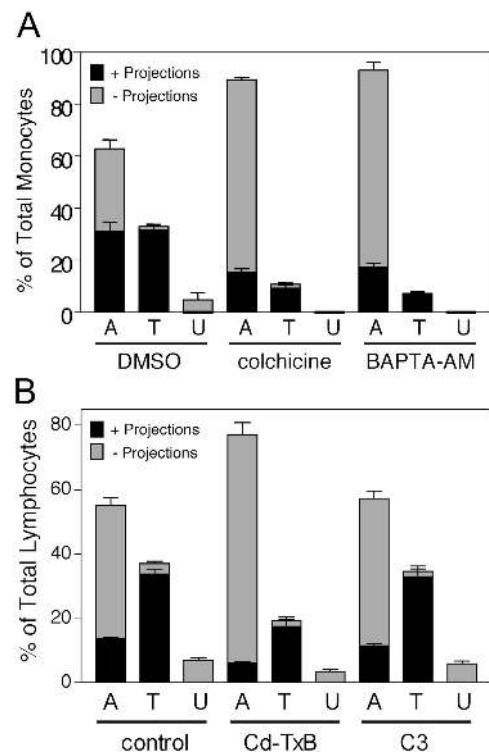 A
100
80
60
40
20
0
% of Total Monocytes
+ Projections
- Projections
A T U A T U A T U
DMSO colchicine BAPTA-AM
B
80
60
40
20
0
% of Total Lymphocytes
+ Projections
- Projections
A T U A T U A T U
control Cd-TxB C3